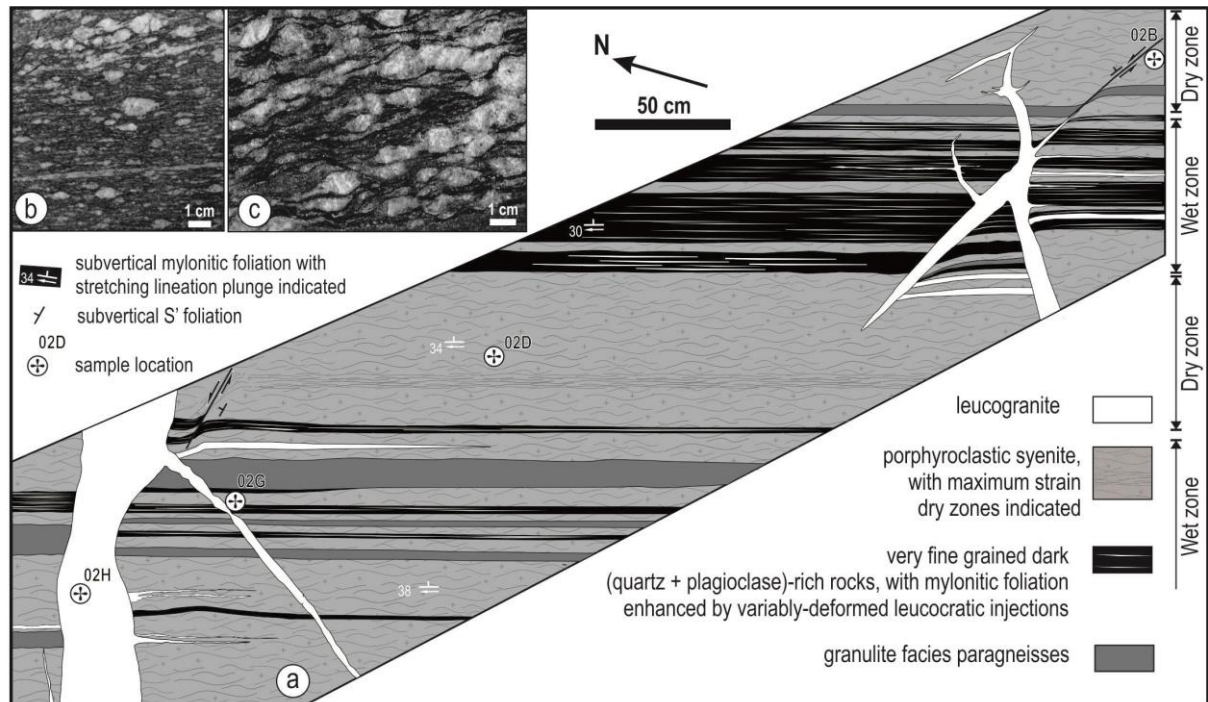 b
1 cm
c
1 cm
N
50 cm
34
subvertical mylonitic foliation with
stretching lineation plunge indicated
subvertical S' foliation
02D
sample location
02B
30
34
02D
02G
02H
38
a
Dry zone
Wet zone
Dry zone
Wet zone
leucogranite
porphyroclastic syenite,
with maximum strain
dry zones indicated
very fine grained dark
(quartz + plagioclase)-rich rocks, with mylonitic foliation
enhanced by variably-deformed leucocratic injections
granulite facies paragneisses